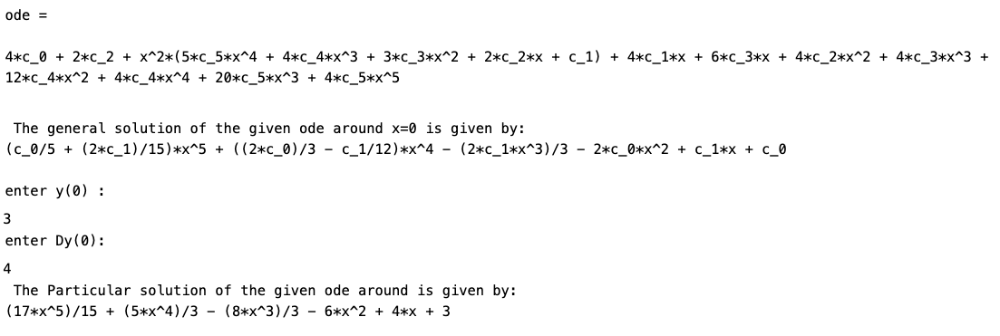 ode =
4*c_0 + 2*c_2 + x^2*(5*c_5*x^4 + 4*c_4*x^3 + 3*c_3*x^2 + 2*c_2*x + c_1) + 4*c_1*x + 6*c_3*x + 4*c_2*x^2 + 4*c_3*x^3 +
12*c_4*x^2 + 4*c_4*x^4 + 20*c_5*x^3 + 4*c_5*x^5
The general solution of the given ode around x=0 is given by:
(c_0/5 + (2*c_1)/15)*x^5 + ((2*c_0)/3 - c_1/12)*x^4 - (2*c_1*x^3)/3 - 2*c_0*x^2 + c_1*x + c_0
enter y(0) :
3
enter Dy(0):
4
The Particular solution of the given ode around is given by:
(17*x^5)/15 + (5*x^4)/3 - (8*x^3)/3 - 6*x^2 + 4*x + 3